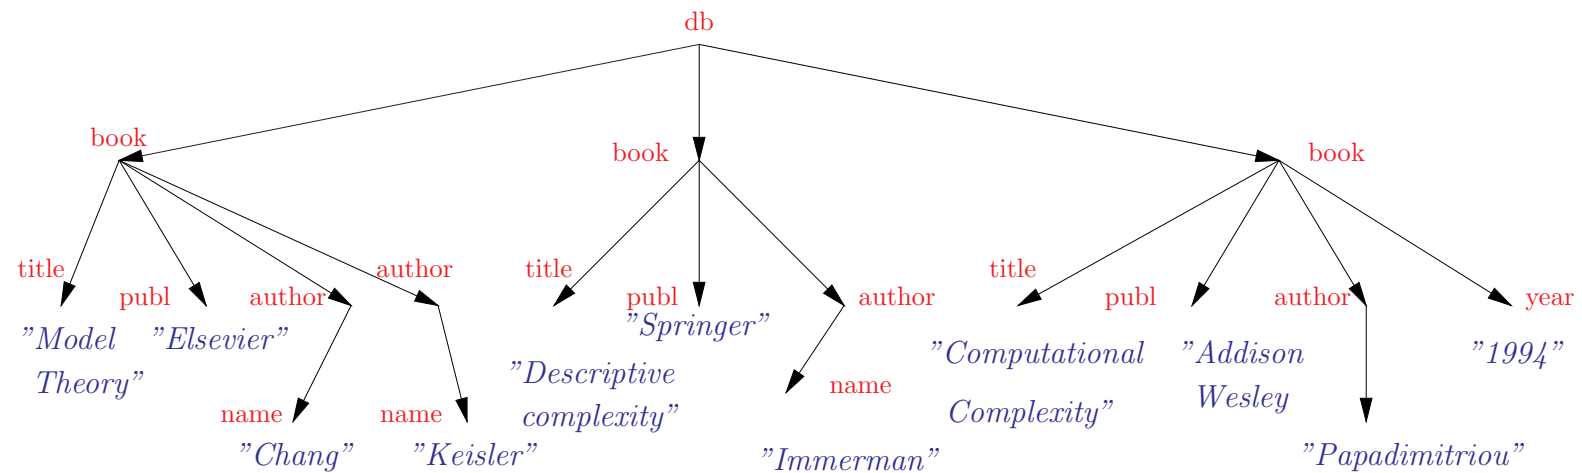 db
book
book
book
title
author
title
title
publ
author
publ
author
publ
author
year
"Model
Theory"
"Elsevier"
"Springer"
"Descriptive
complexity"
"Computational
Complexity"
"Addison
Wesley
"1994"
name
name
name
"Chang"
"Keisler"
"Immerman"
"Papadimitriou"